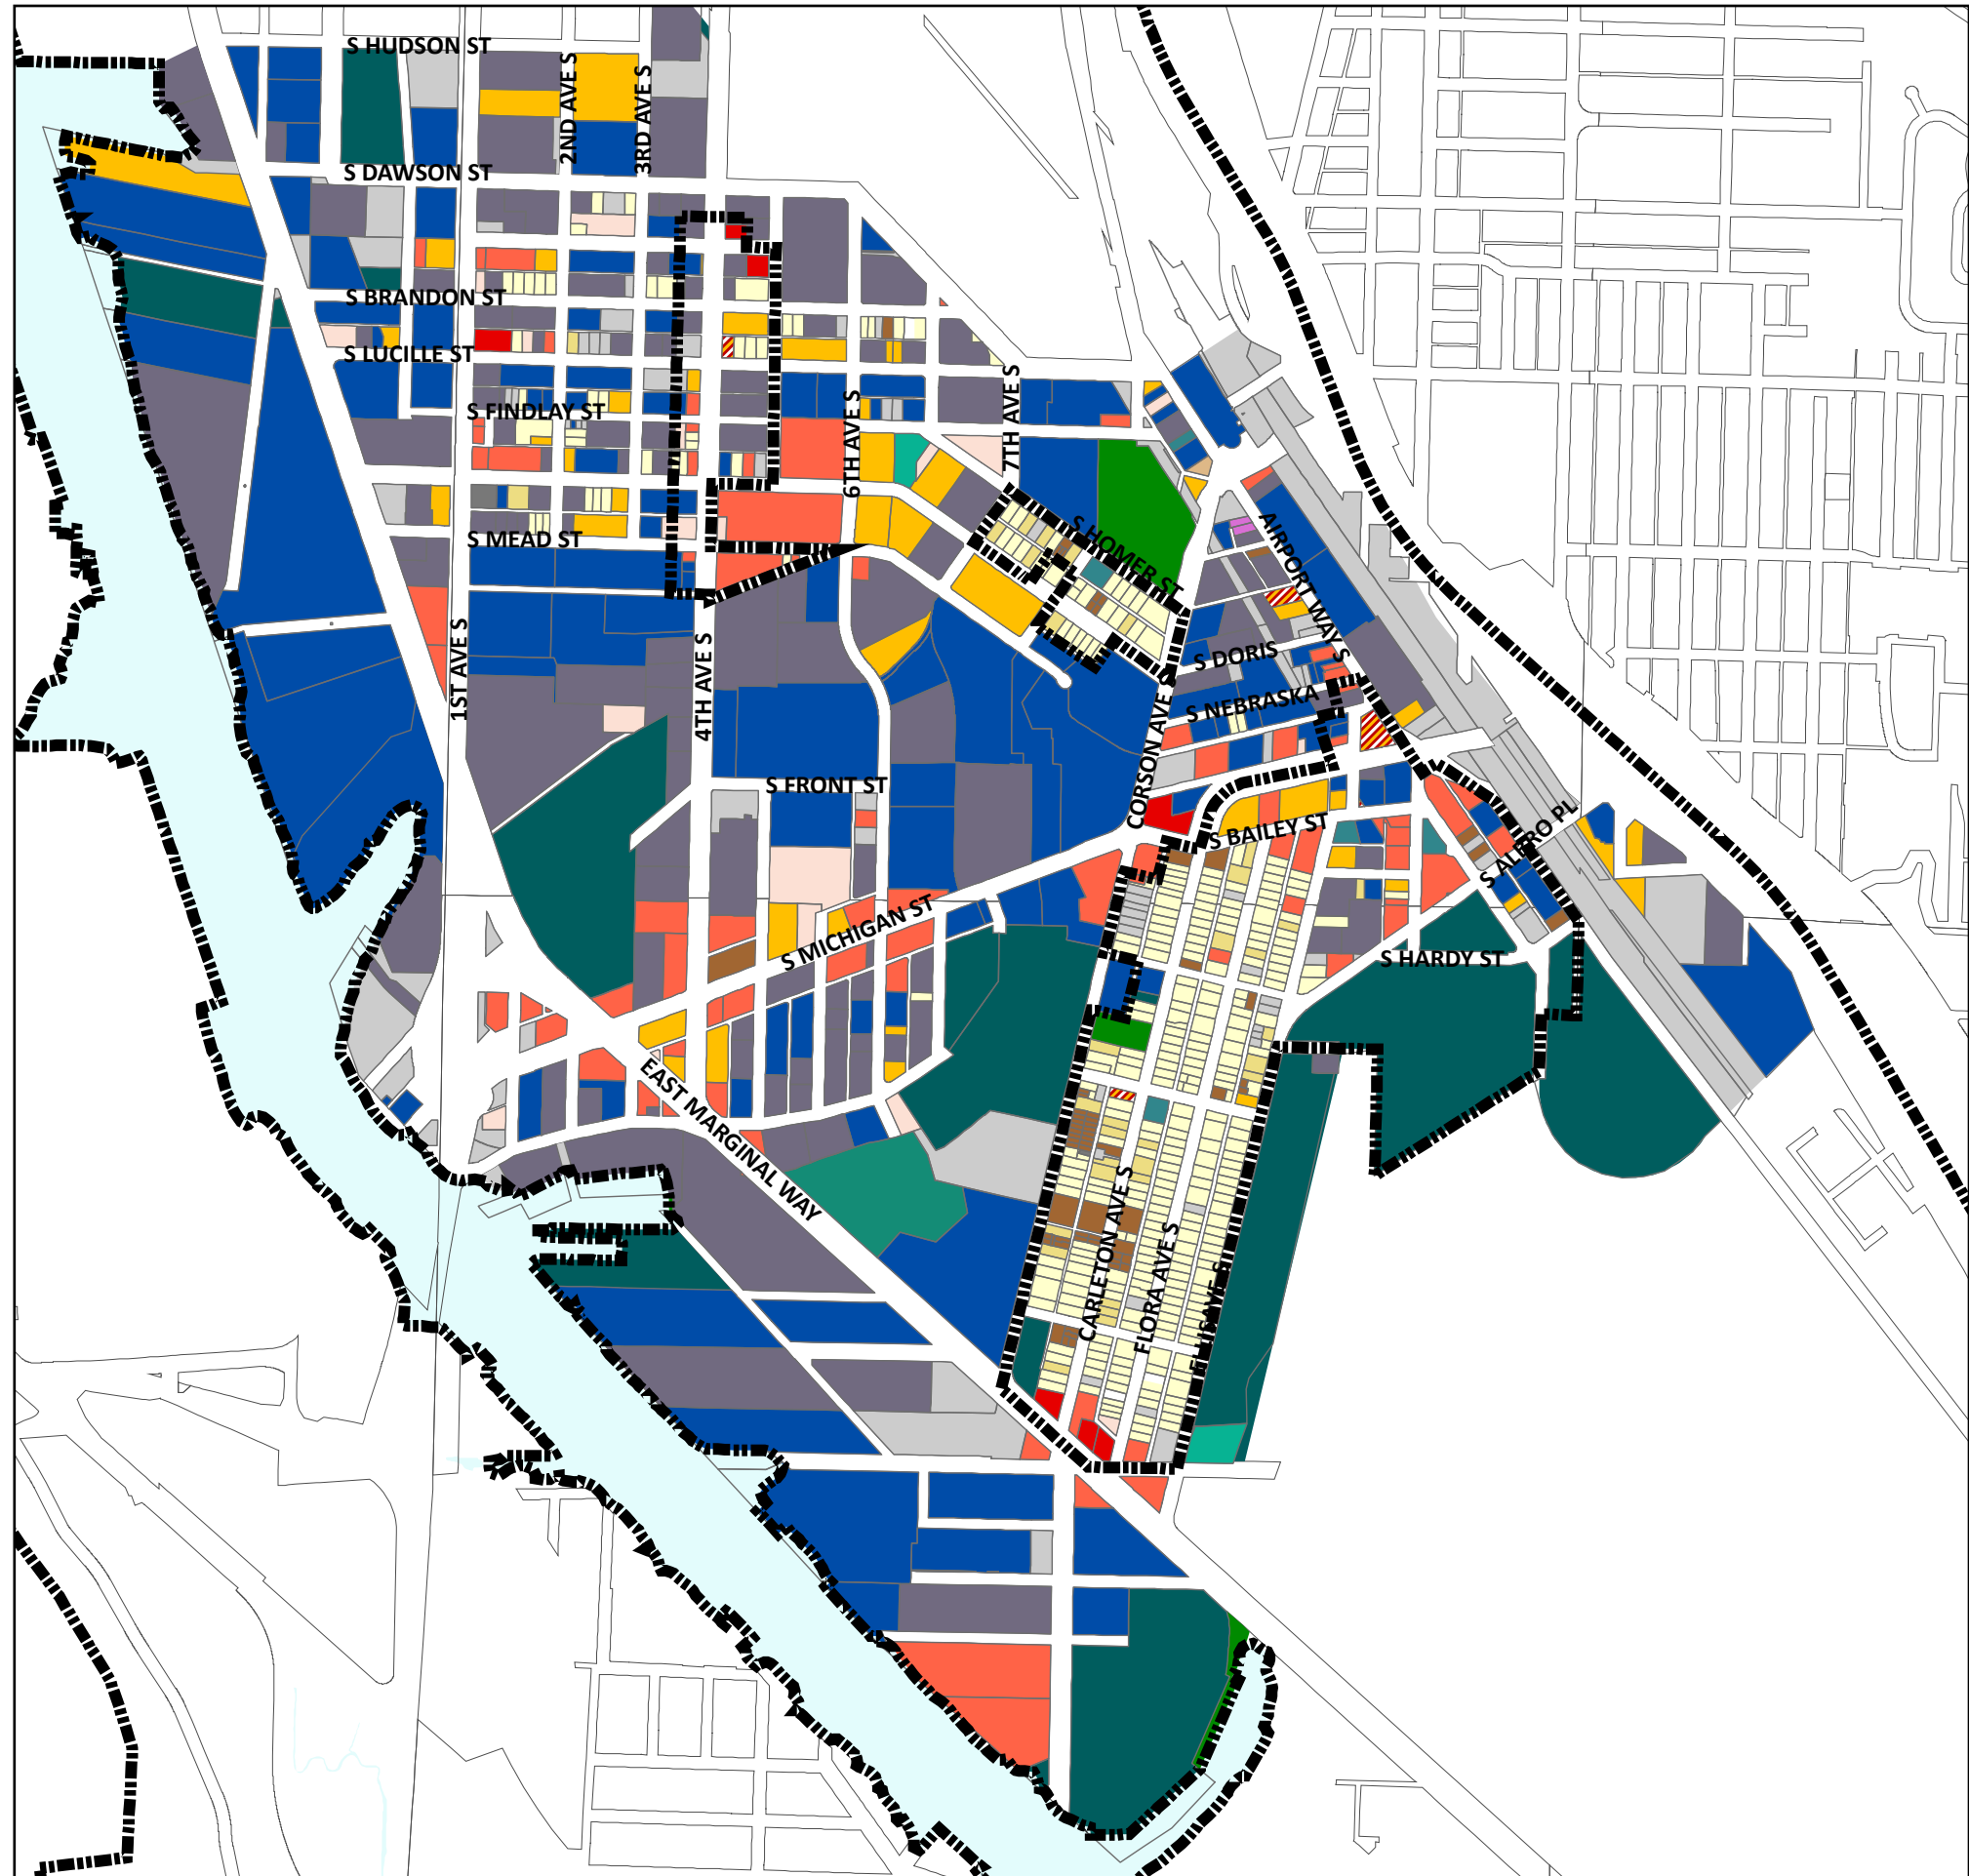 S HUDSON ST
2ND AVE S
3RD AVE S
S DAWSON ST
S BRANDON ST
S LUCILLE ST
S FINDLAY ST
6TH AVE S
7TH AVE S
S MEAD ST
S HOMER ST
AIRPORT WAY S
1ST AVE S
4TH AVE S
S DORIS
S NEBRASKA
CORSON AVE S
S FRONT ST
S BAILEY ST
S ALBRO PL
S MICHIGAN ST
S HARDY ST
EAST MARGINAL WAY
CARLETON AVE S
FLORA AVE S
ELLIS AVE S